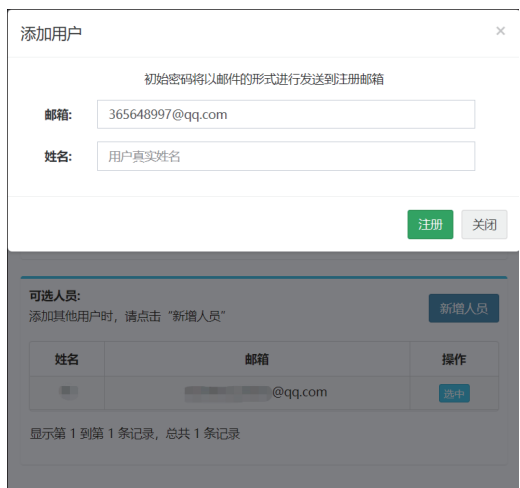 添加用户
×
初始密码将以邮件的形式进行发送到注册邮箱
邮箱: 365648997@qq.com
姓名: 用户真实姓名
注册 关闭
可选人员:
添加其他用户时，请点击“新增人员”
新增人员
姓名 邮箱 操作
@qq.com 选中
显示第 1 到第 1 条记录，总共 1 条记录